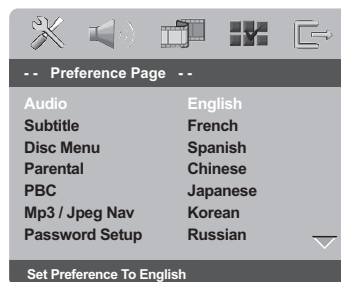 -- Preference Page --
Audio English
Subtitle French
Disc Menu Spanish
Parental Chinese
PBC Japanese
Mp3 / Jpeg Nav Korean
Password Setup Russian
Set Preference To English